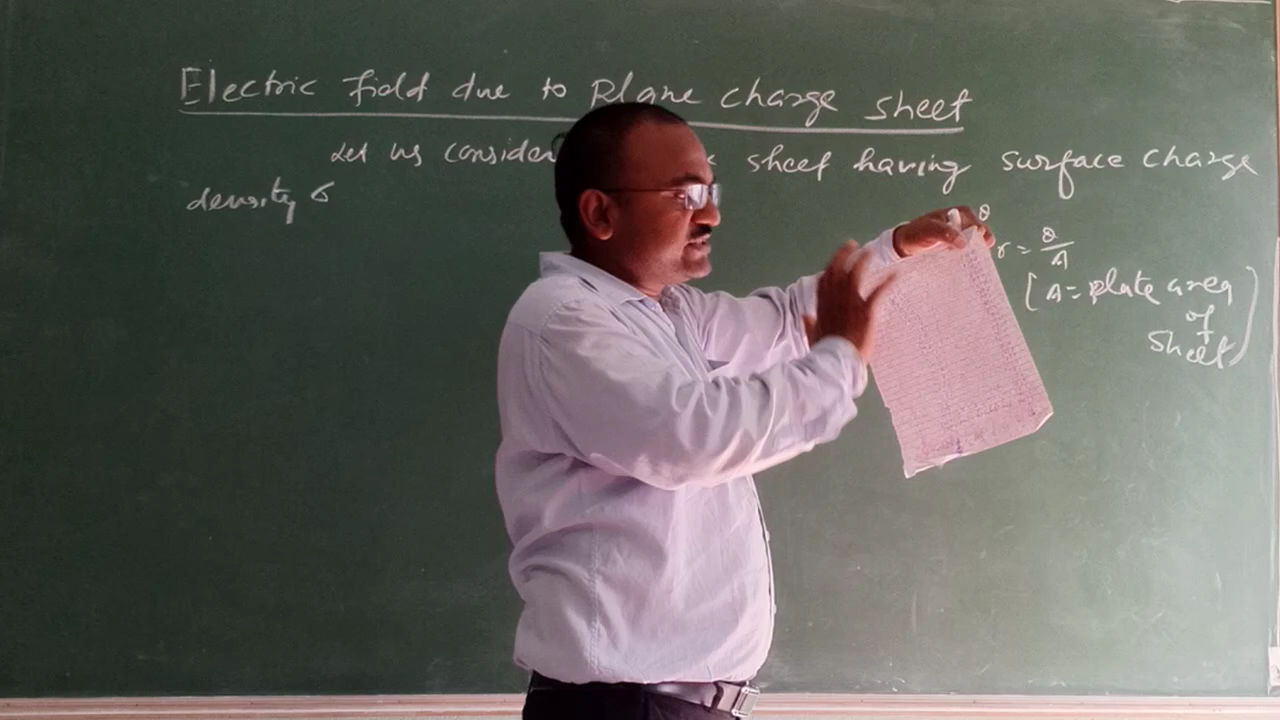 Electric field due to plane charge sheet
Let us consider sheet having surface charge
density σ
Q
σ = Q/A
[A = plate area
of
sheet]